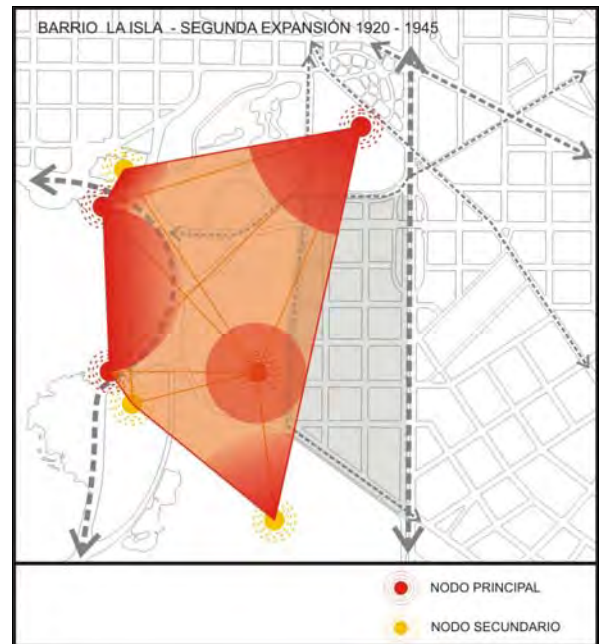 BARRIO LA ISLA - SEGUNDA EXPANSIÓN 1920 - 1945
NODO PRINCIPAL
NODO SECUNDARIO